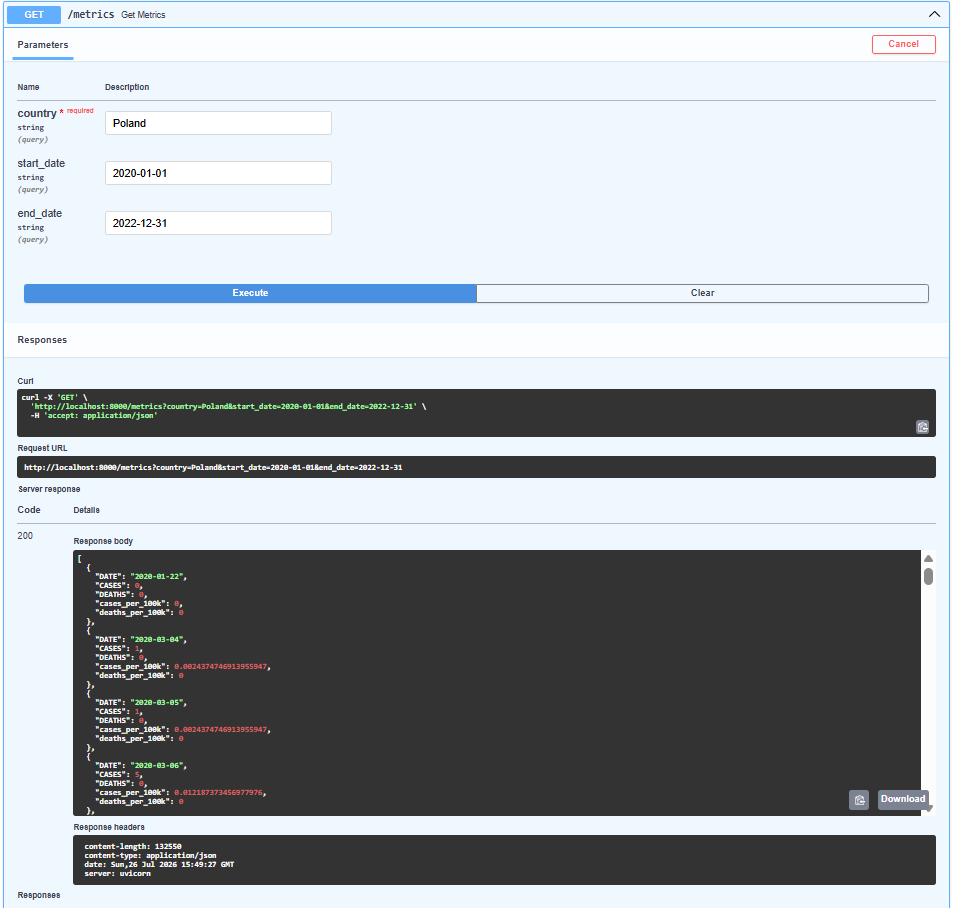 GET /metrics Get Metrics
Parameters
Cancel
Name Description
country * required
string
(query)
Poland
start_date
string
(query)
2020-01-01
end_date
string
(query)
2022-12-31
Execute Clear
Responses
Curl
curl -X 'GET' \
'http://localhost:8000/metrics?country=Poland&start_date=2020-01-01&end_date=2022-12-31' \
-H 'accept: application/json'
Request URL
http://localhost:8000/metrics?country=Poland&start_date=2020-01-01&end_date=2022-12-31
Server response
Code Details
200
Response body
[
{
"DATE": "2020-01-22",
"CASES": 0,
"DEATHS": 0,
"cases_per_100k": 0,
"deaths_per_100k": 0
},
{
"DATE": "2020-03-04",
"CASES": 1,
"DEATHS": 0,
"cases_per_100k": 0.0024374746913955947,
"deaths_per_100k": 0
},
{
"DATE": "2020-03-05",
"CASES": 1,
"DEATHS": 0,
"cases_per_100k": 0.0024374746913955947,
"deaths_per_100k": 0
},
{
"DATE": "2020-03-06",
"CASES": 5,
"DEATHS": 0,
"cases_per_100k": 0.012187373456977976,
"deaths_per_100k": 0
},
Download
Response headers
content-length: 132550
content-type: application/json
date: Sun,26 Jul 2026 15:49:27 GMT
server: uvicorn
Responses